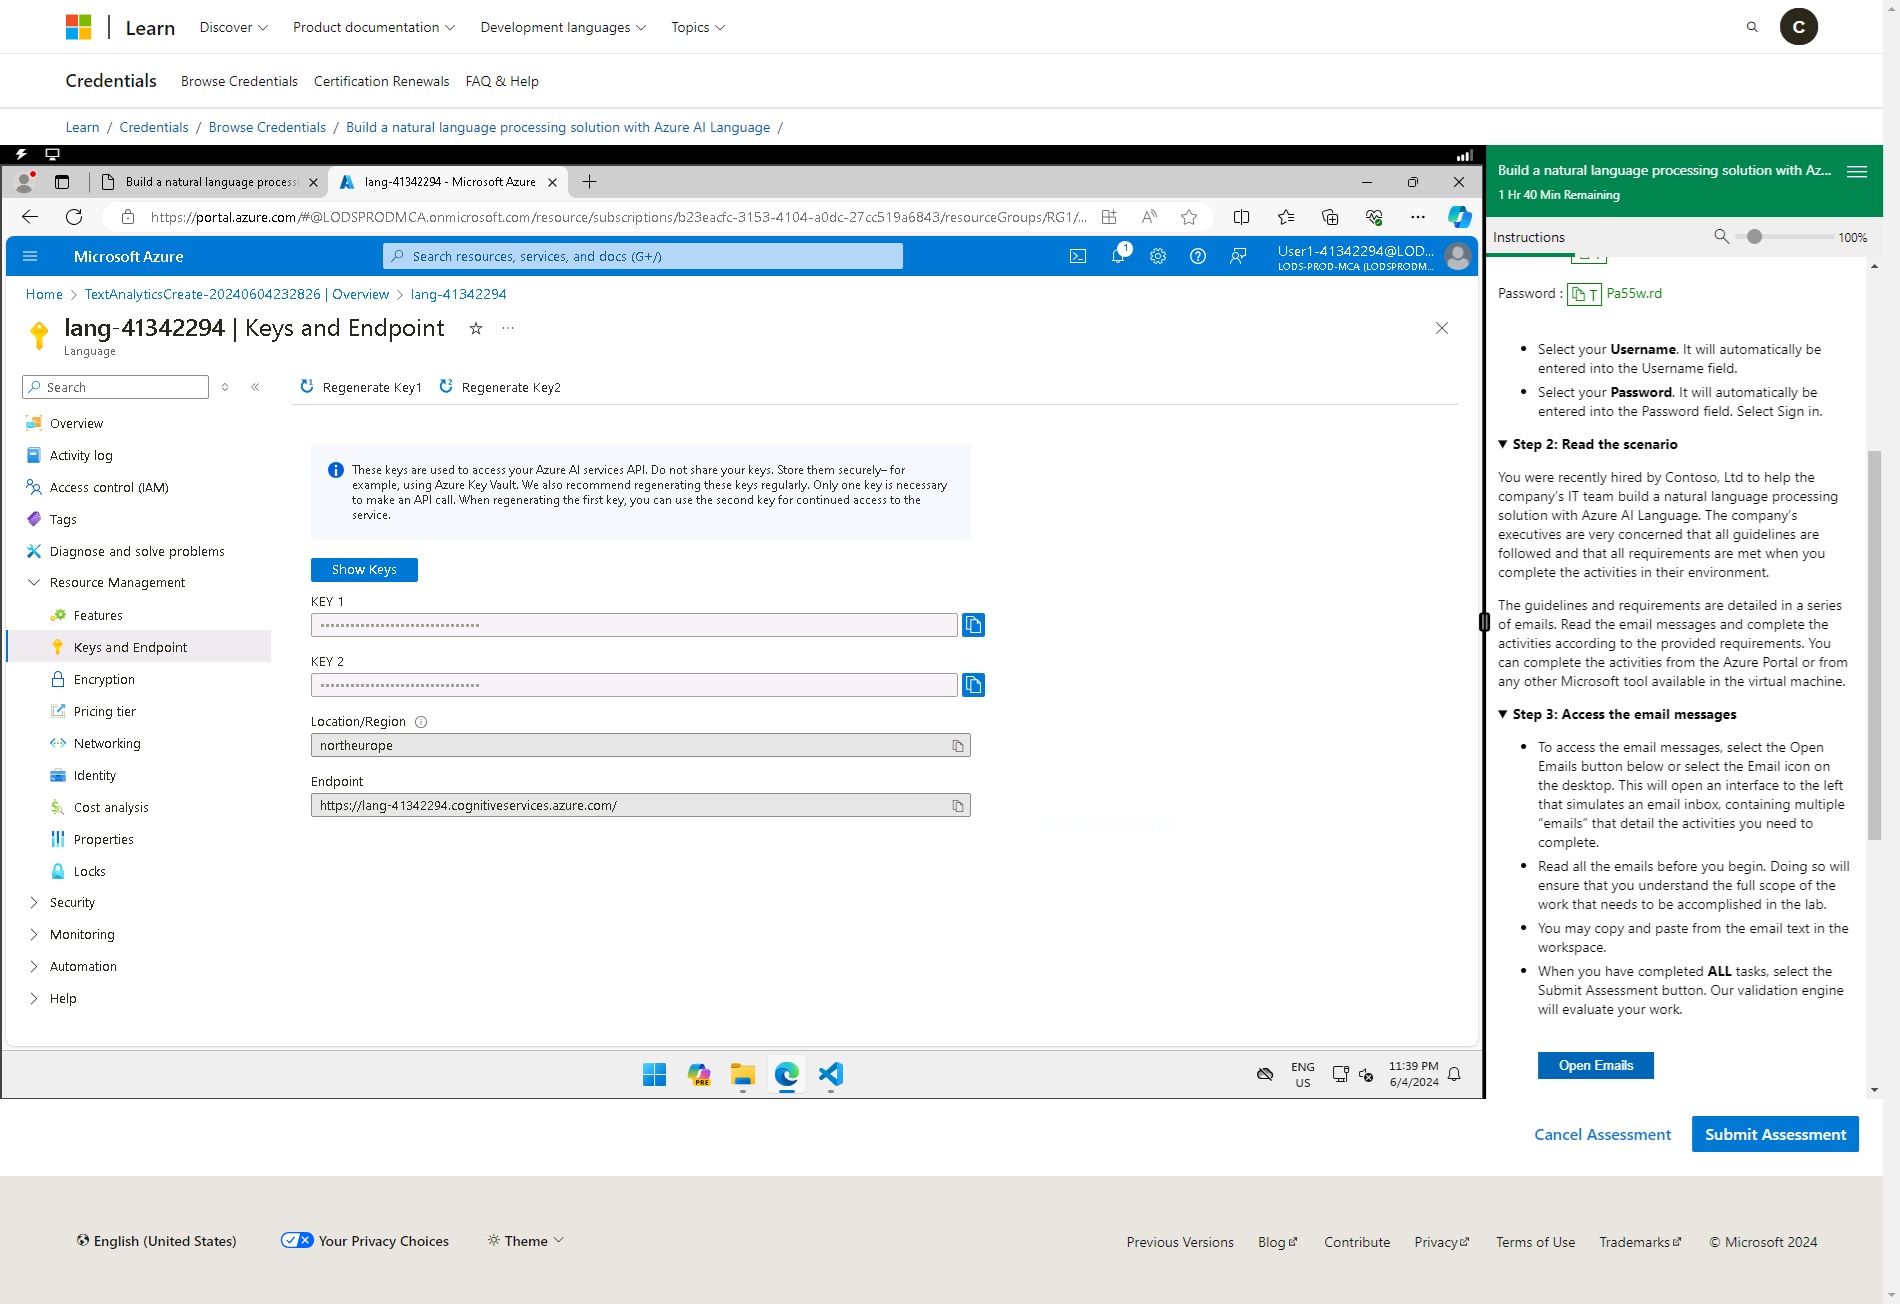 Learn
Discover
Product documentation
Development languages
Topics
C
Credentials
Browse Credentials
Certification Renewals
FAQ & Help
Learn / Credentials / Browse Credentials / Build a natural language processing solution with Azure AI Language /
Build a natural language process
lang-41342294 - Microsoft Azure
https://portal.azure.com/#@LODSPRODMCA.onmicrosoft.com/resource/subscriptions/b23eacfc-3153-4104-a0dc-27cc519a6843/resourceGroups/RG1/...
Microsoft Azure
Search resources, services, and docs (G+/)
1
User1-41342294@LOD...
LODS-PROD-MCA (LODSPRODM...
Home > TextAnalyticsCreate-20240604232826 | Overview > lang-41342294
lang-41342294 | Keys and Endpoint
Language
Search
Overview
Activity log
Access control (IAM)
Tags
Diagnose and solve problems
Resource Management
Features
Keys and Endpoint
Encryption
Pricing tier
Networking
Identity
Cost analysis
Properties
Locks
Security
Monitoring
Automation
Help
Regenerate Key1
Regenerate Key2
These keys are used to access your Azure AI services API. Do not share your keys. Store them securely– for
example, using Azure Key Vault. We also recommend regenerating these keys regularly. Only one key is necessary
to make an API call. When regenerating the first key, you can use the second key for continued access to the
service.
Show Keys
KEY 1
KEY 2
Location/Region
northeurope
Endpoint
https://lang-41342294.cognitiveservices.azure.com/
PRE
ENG
US
11:39 PM
6/4/2024
Build a natural language processing solution with Az...
1 Hr 40 Min Remaining
Instructions
100%
Password : T Pa55w.rd
• Select your Username. It will automatically be
entered into the Username field.
• Select your Password. It will automatically be
entered into the Password field. Select Sign in.
Step 2: Read the scenario
You were recently hired by Contoso, Ltd to help the
company's IT team build a natural language processing
solution with Azure AI Language. The company's
executives are very concerned that all guidelines are
followed and that all requirements are met when you
complete the activities in their environment.
The guidelines and requirements are detailed in a series
of emails. Read the email messages and complete the
activities according to the provided requirements. You
can complete the activities from the Azure Portal or from
any other Microsoft tool available in the virtual machine.
Step 3: Access the email messages
• To access the email messages, select the Open
Emails button below or select the Email icon on
the desktop. This will open an interface to the left
that simulates an email inbox, containing multiple
“emails” that detail the activities you need to
complete.
• Read all the emails before you begin. Doing so will
ensure that you understand the full scope of the
work that needs to be accomplished in the lab.
• You may copy and paste from the email text in the
workspace.
• When you have completed ALL tasks, select the
Submit Assessment button. Our validation engine
will evaluate your work.
Open Emails
Cancel Assessment
Submit Assessment
English (United States)
Your Privacy Choices
Theme
Previous Versions
Blog
Contribute
Privacy
Terms of Use
Trademarks
© Microsoft 2024